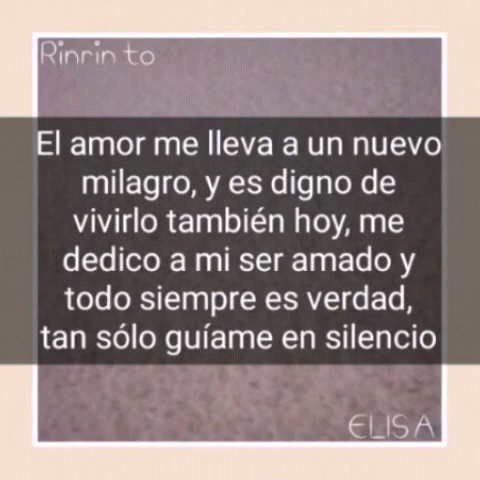 Rinrin to
El amor me lleva a un nuevo
milagro, y es digno de
vivirlo también hoy, me
dedico a mi ser amado y
todo siempre es verdad,
tan sólo guíame en silencio
ELISA